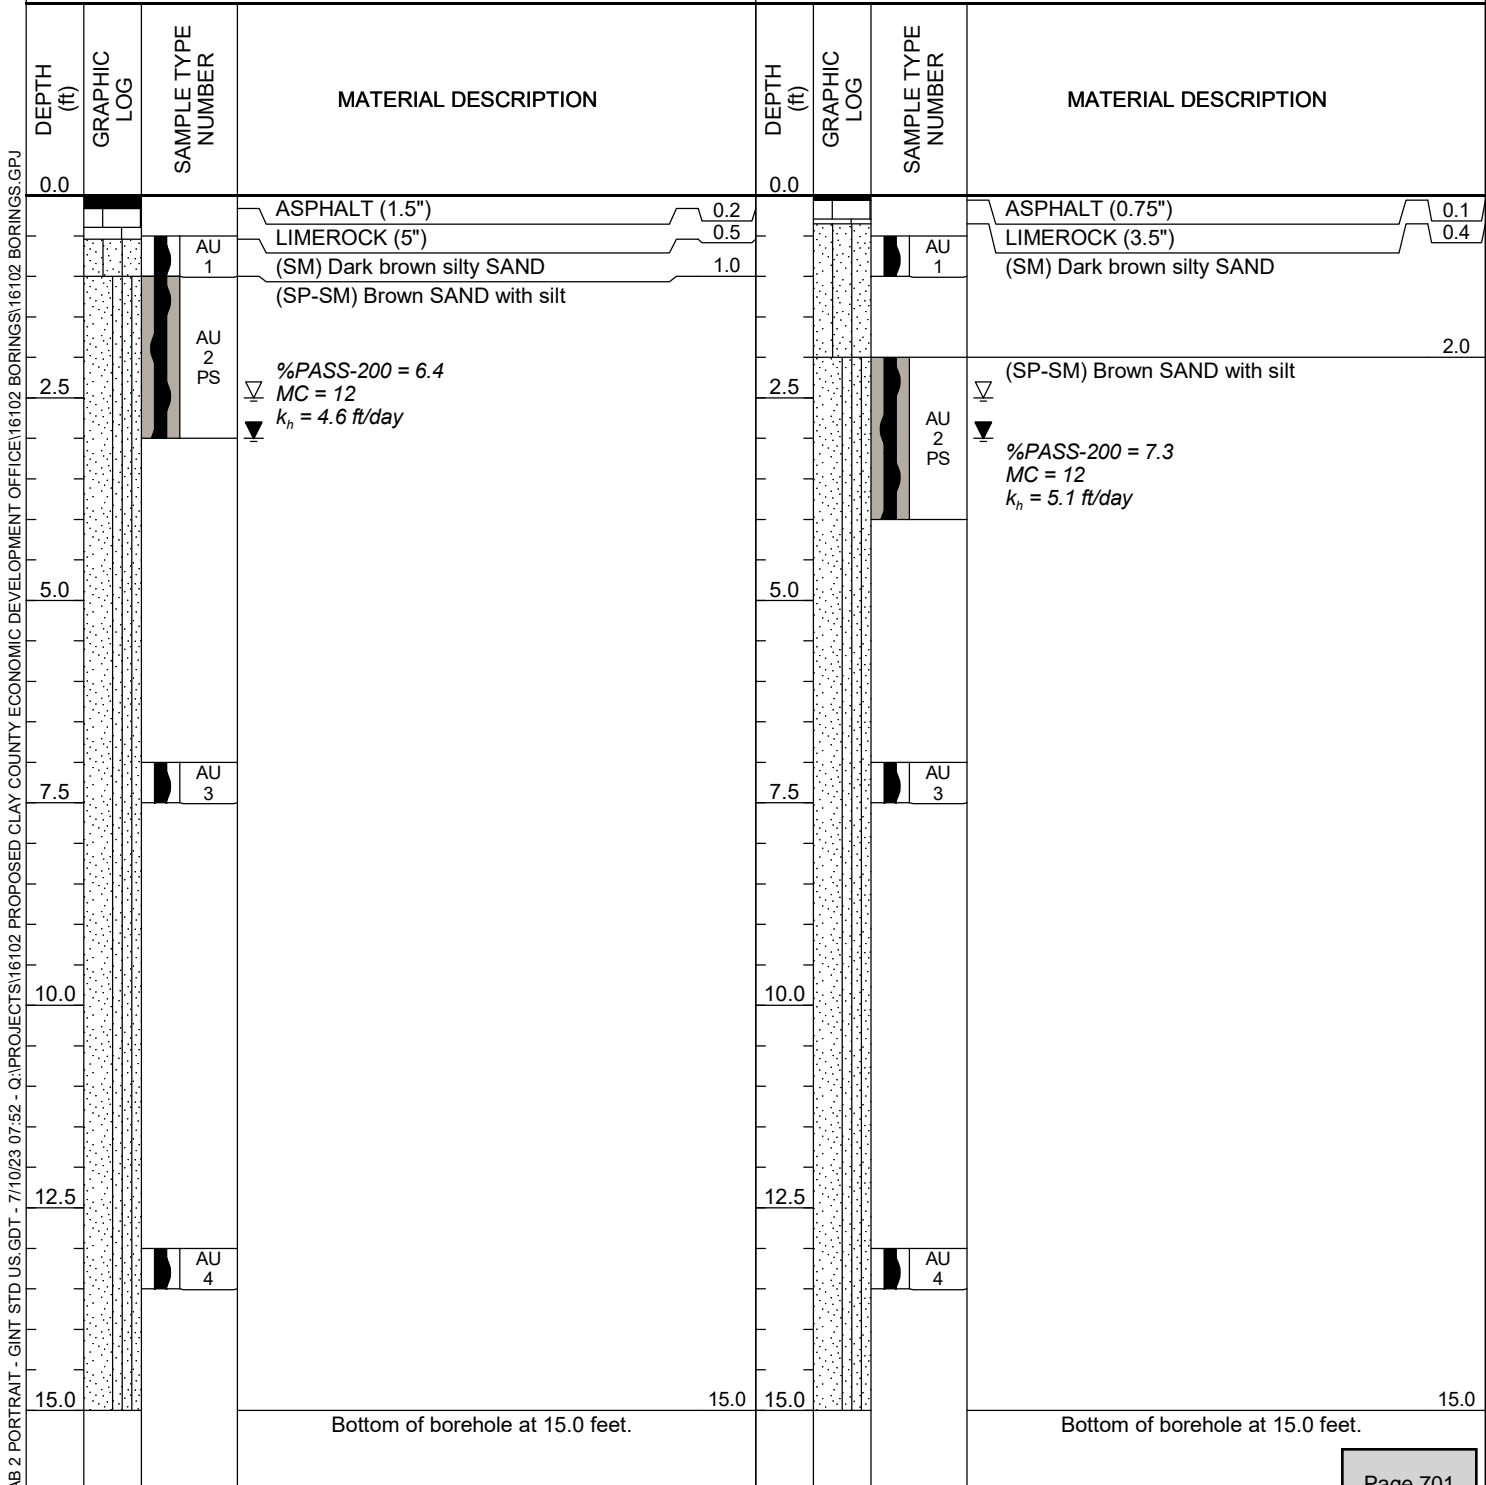 DEPTH
(ft)
GRAPHIC
LOG
SAMPLE TYPE
NUMBER
MATERIAL DESCRIPTION
0.0
ASPHALT (1.5") 0.2
LIMEROCK (5") 0.5
AU
1
(SM) Dark brown silty SAND 1.0
(SP-SM) Brown SAND with silt
AU
2
PS
%PASS-200 = 6.4
MC = 12
kh = 4.6 ft/day
2.5
5.0
AU
3
7.5
10.0
12.5
AU
4
15.0
15.0
Bottom of borehole at 15.0 feet.
DEPTH
(ft)
GRAPHIC
LOG
SAMPLE TYPE
NUMBER
MATERIAL DESCRIPTION
0.0
ASPHALT (0.75") 0.1
LIMEROCK (3.5") 0.4
AU
1
(SM) Dark brown silty SAND
2.0
(SP-SM) Brown SAND with silt
2.5
AU
2
PS
%PASS-200 = 7.3
MC = 12
kh = 5.1 ft/day
5.0
AU
3
7.5
10.0
12.5
AU
4
15.0
15.0
Bottom of borehole at 15.0 feet.
Page 701
AB 2 PORTRAIT - GINT STD US.GDT - 7/10/23 07:52 - Q:\PROJECTS\16102 PROPOSED CLAY COUNTY ECONOMIC DEVELOPMENT OFFICE\16102 BORINGS\16102 BORINGS.GPJ